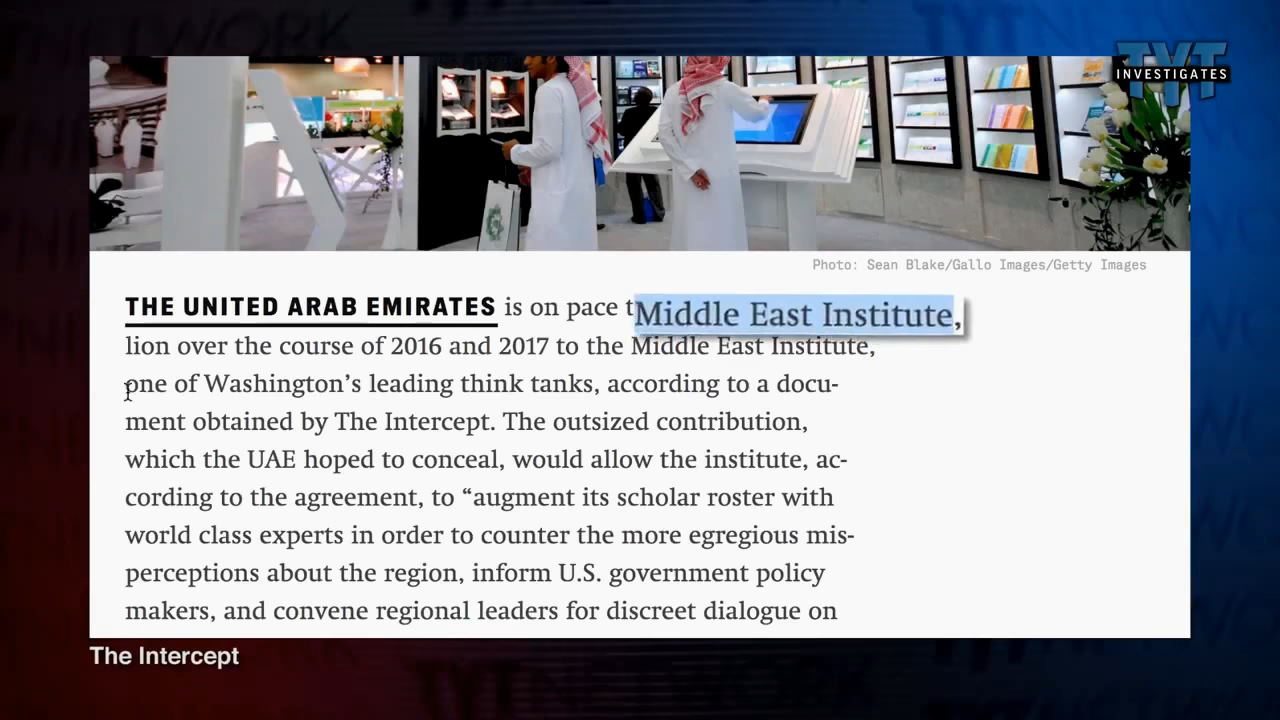 TYT
INVESTIGATES
Photo: Sean Blake/Gallo Images/Getty Images
THE UNITED ARAB EMIRATES is on pace t
Middle East Institute,
lion over the course of 2016 and 2017 to the Middle East Institute,
one of Washington’s leading think tanks, according to a docu-
ment obtained by The Intercept. The outsized contribution,
which the UAE hoped to conceal, would allow the institute, ac-
cording to the agreement, to “augment its scholar roster with
world class experts in order to counter the more egregious mis-
perceptions about the region, inform U.S. government policy
makers, and convene regional leaders for discreet dialogue on
The Intercept